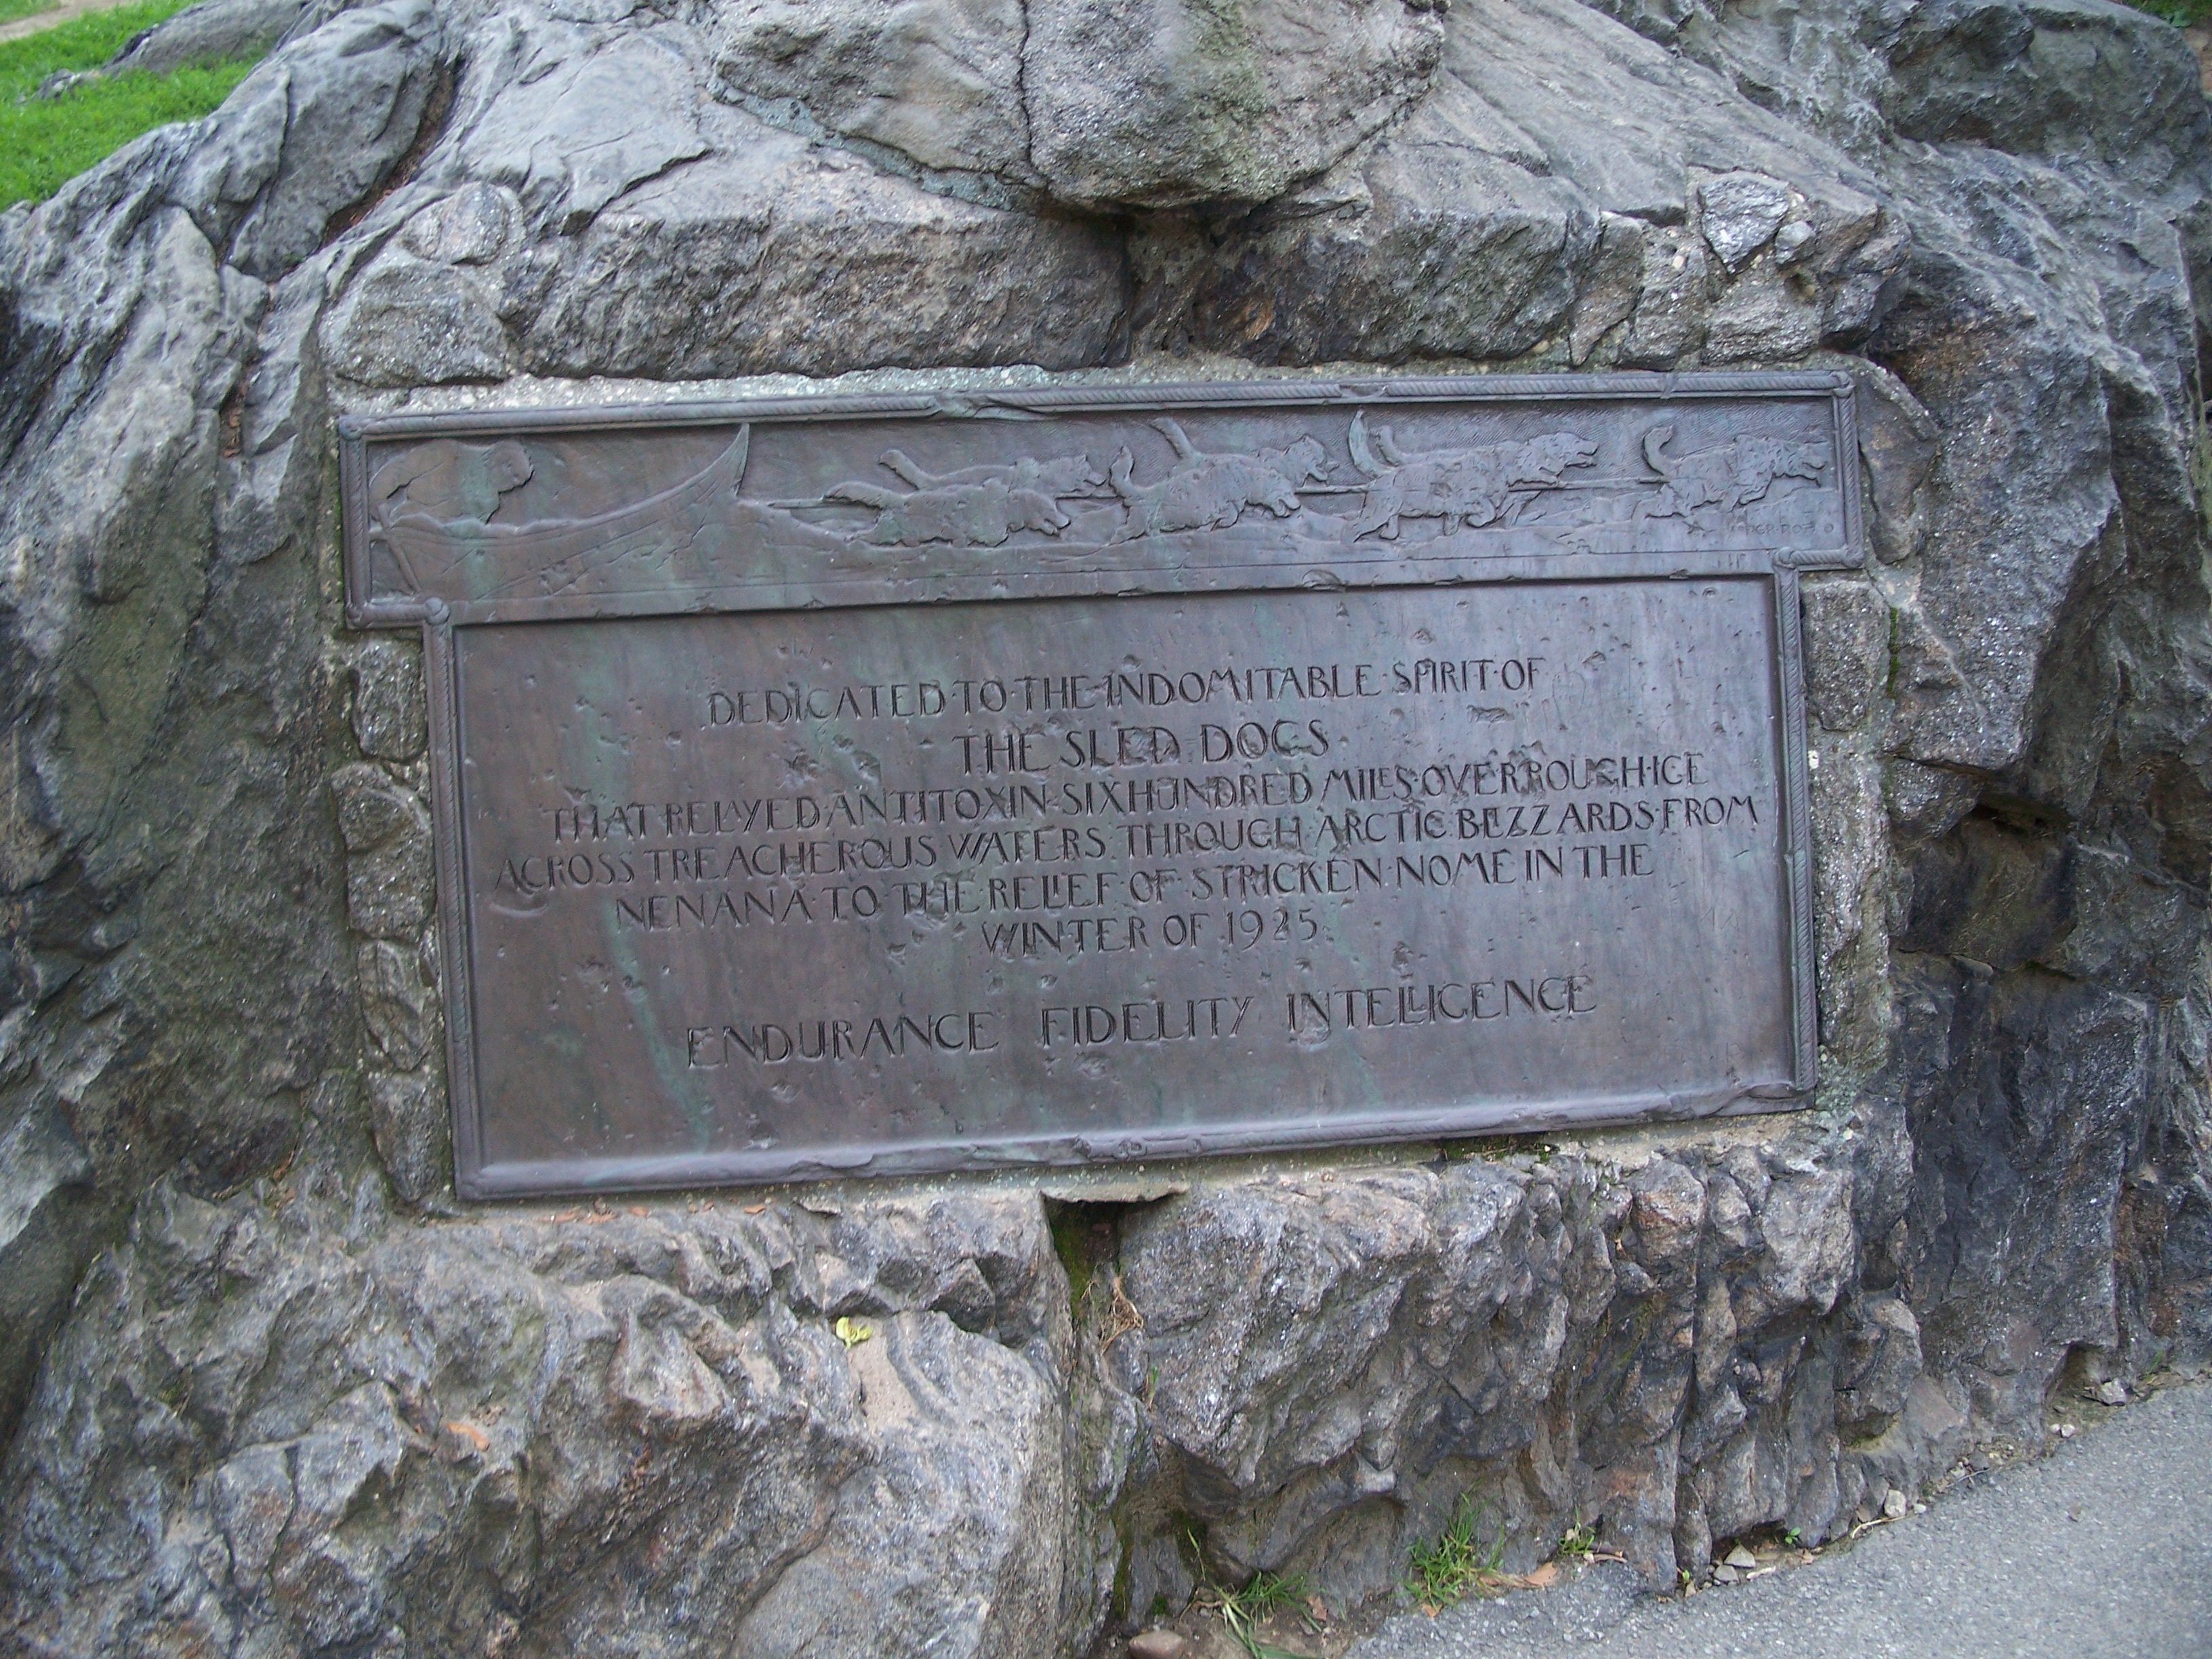 DEDICATED·TO·THE·INDOMITABLE·SPIRIT·OF
THE SLED DOGS
THAT RELAYED ANTITOXIN·SIX HUNDRED MILES·OVER ROUGH·ICE
ACROSS TREACHEROUS WATERS·THROUGH·ARCTIC BLIZZARDS·FROM
NENANA·TO·THE RELIEF·OF·STRICKEN·NOME IN THE
WINTER OF 1925·
ENDURANCE FIDELITY INTELLIGENCE